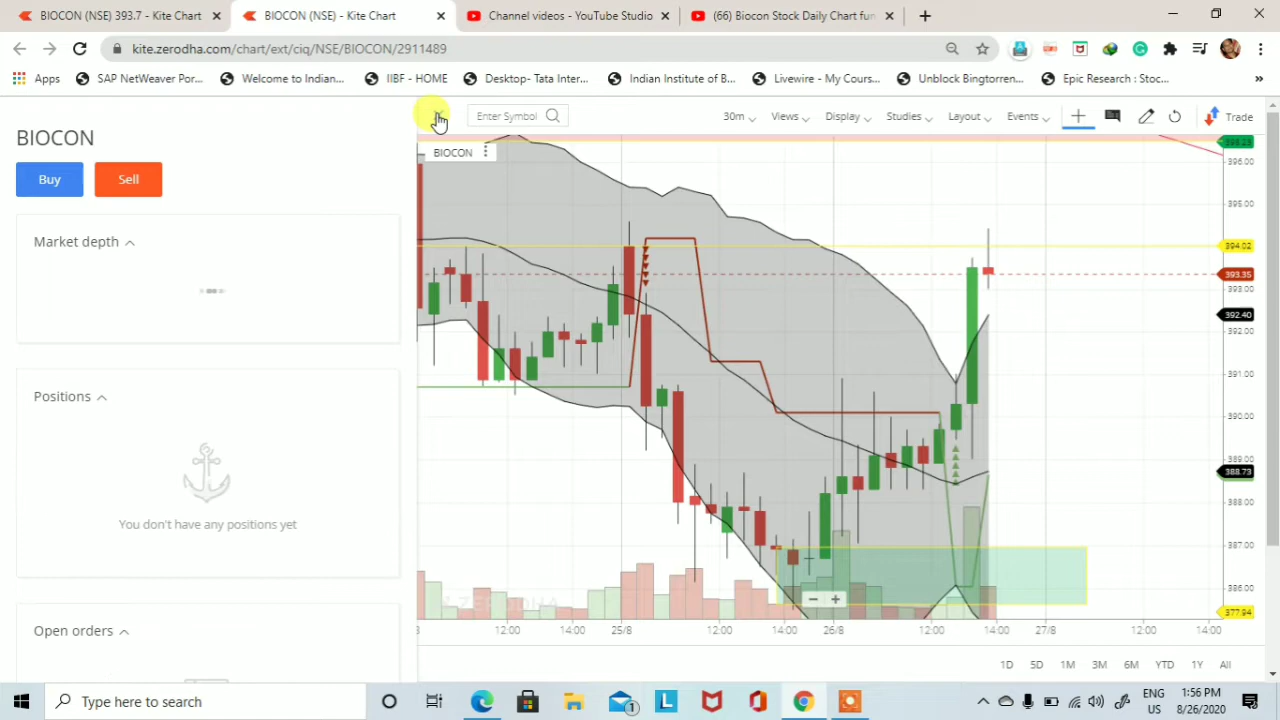 BIOCON (NSE) 393.7 - Kite Chart
BIOCON (NSE) - Kite Chart
Channel videos - YouTube Studio
(66) Biocon Stock Daily Chart fun
kite.zerodha.com/chart/ext/ciq/NSE/BIOCON/2911489
Apps
SAP NetWeaver Por...
Welcome to Indian...
IIBF - HOME
Desktop- Tata Inter...
Indian Institute of B...
Livewire - My Cours...
Unblock Bingtorren...
Epic Research : Stoc...
»
Enter Symbol
30m
Views
Display
Studies
Layout
Events
Trade
BIOCON
Buy
Sell
Market depth
Positions
You don't have any positions yet
Open orders
BIOCON
396.00
395.00
394.02
393.35
393.00
392.40
392.00
391.00
390.00
389.00
388.73
388.00
387.00
386.00
377.94
ZERODHA
12:00
14:00
25/8
12:00
14:00
26/8
12:00
14:00
27/8
12:00
14:00
1D
5D
1M
3M
6M
YTD
1Y
All
Type here to search
L
1
ENG
US
1:56 PM
8/26/2020